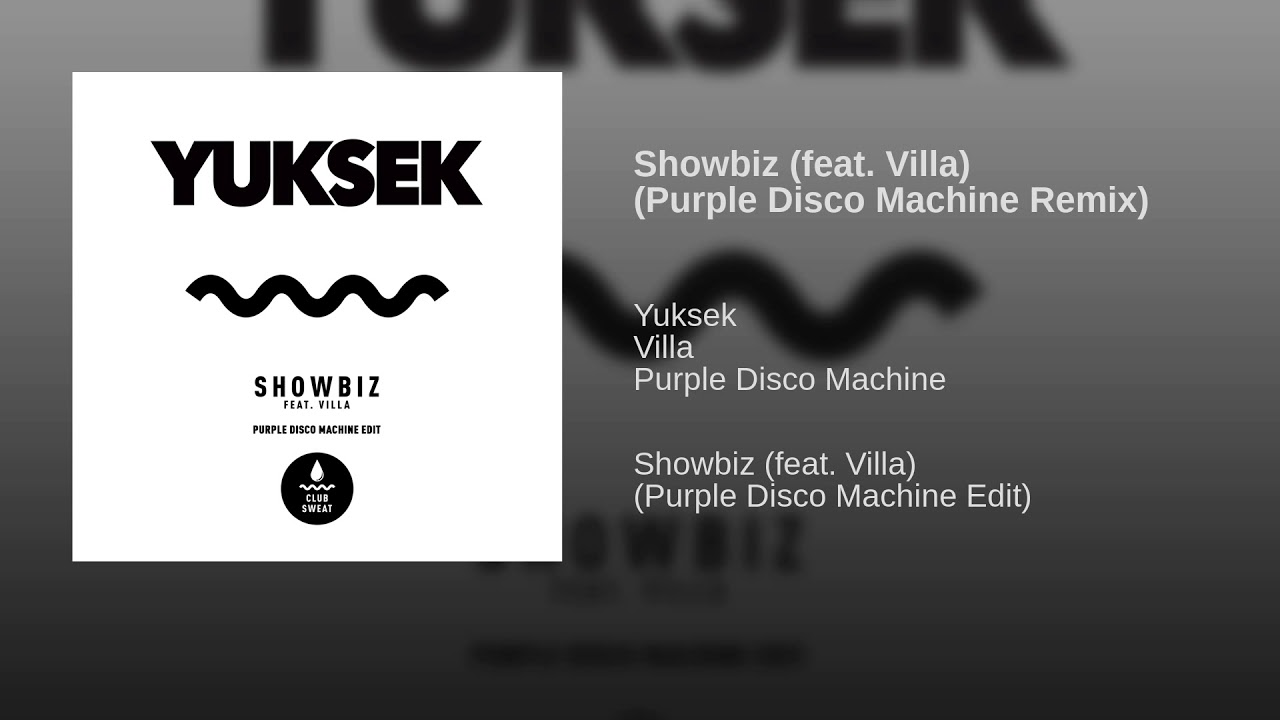 YUKSEK
SHOWBIZ
FEAT. VILLA
PURPLE DISCO MACHINE EDIT
CLUB
SWEAT
Showbiz (feat. Villa)
(Purple Disco Machine Remix)
Yuksek
Villa
Purple Disco Machine
Showbiz (feat. Villa)
(Purple Disco Machine Edit)